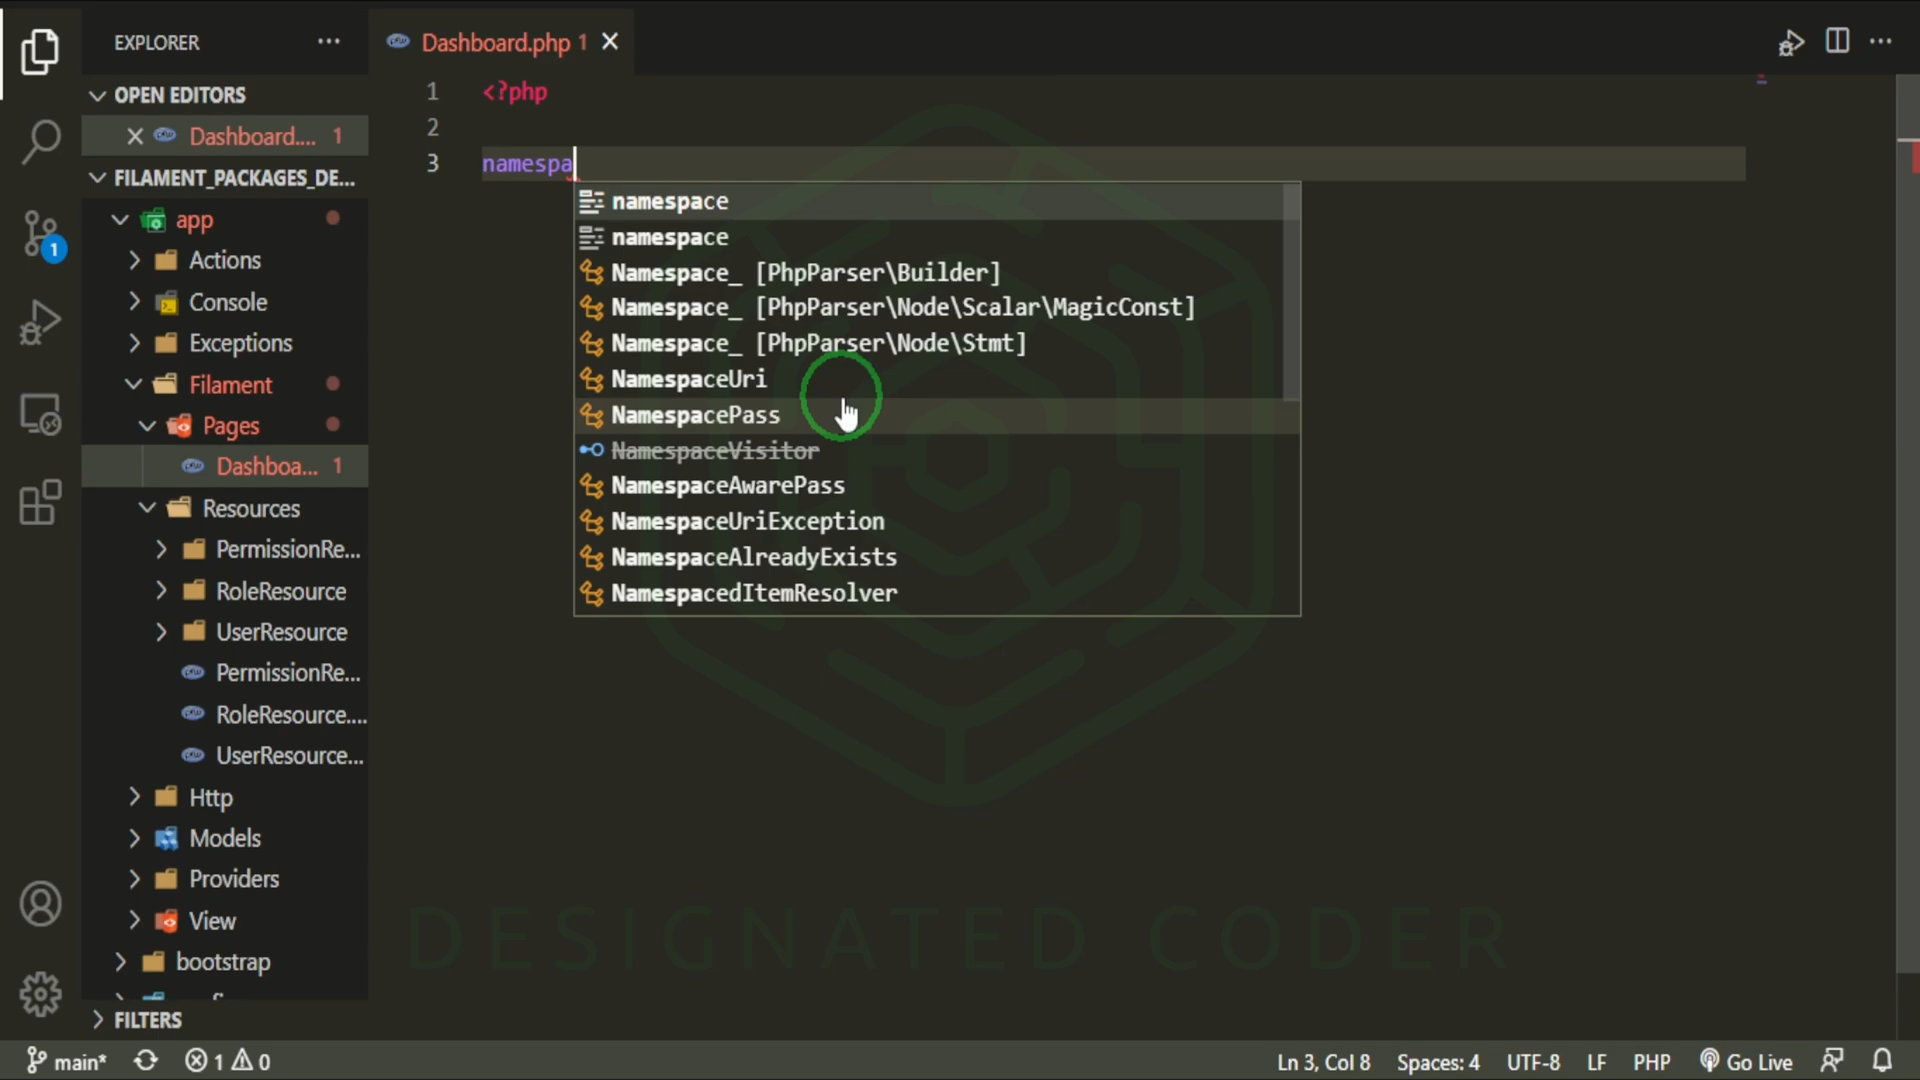 EXPLORER
···
Dashboard.php 1
OPEN EDITORS
Dashboard.... 1
FILAMENT_PACKAGES_DE...
app
Actions
Console
Exceptions
Filament
Pages
Dashboa... 1
Resources
PermissionRe...
RoleResource
UserResource
PermissionRe...
RoleResource....
UserResource...
Http
Models
Providers
View
bootstrap
FILTERS
1
1 <?php
2
3 namespa
namespace
namespace
Namespace_ [PhpParser\Builder]
Namespace_ [PhpParser\Node\Scalar\MagicConst]
Namespace_ [PhpParser\Node\Stmt]
NamespaceUri
NamespacePass
NamespaceVisitor
NamespaceAwarePass
NamespaceUriException
NamespaceAlreadyExists
NamespacedItemResolver
DESIGNATED CODER
main* 1 0 Ln 3, Col 8 Spaces: 4 UTF-8 LF PHP Go Live